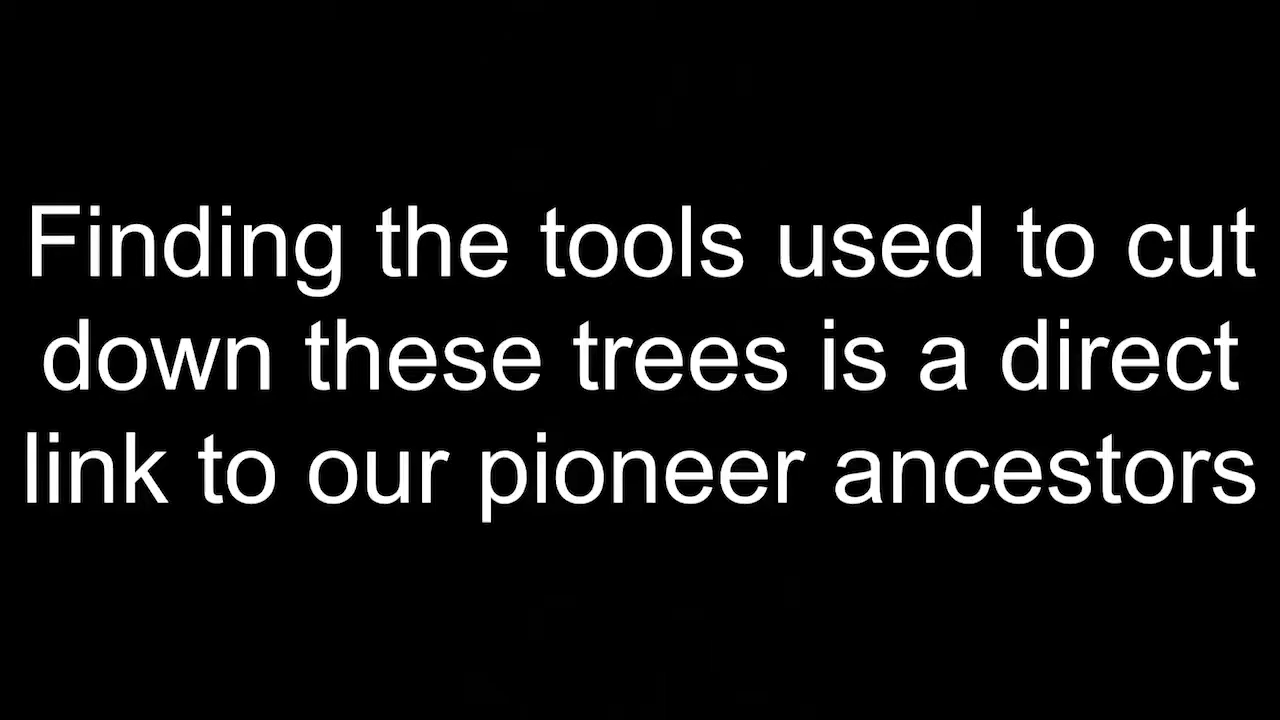 Finding the tools used to cut
down these trees is a direct
link to our pioneer ancestors